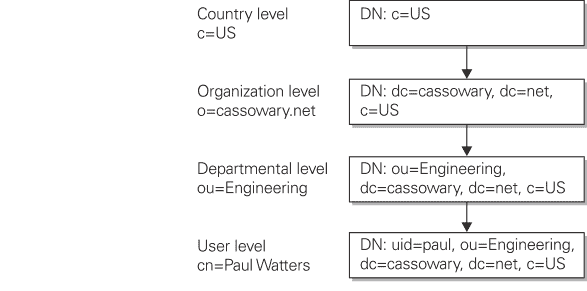 Country level
c=US
DN: c=US
Organization level
o=cassowary.net
DN: dc=cassowary, dc=net,
c=US
Departmental level
ou=Engineering
DN: ou=Engineering,
dc=cassowary, dc=net, c=US
User level
cn=Paul Watters
DN: uid=paul, ou=Engineering,
dc=cassowary, dc=net, c=US